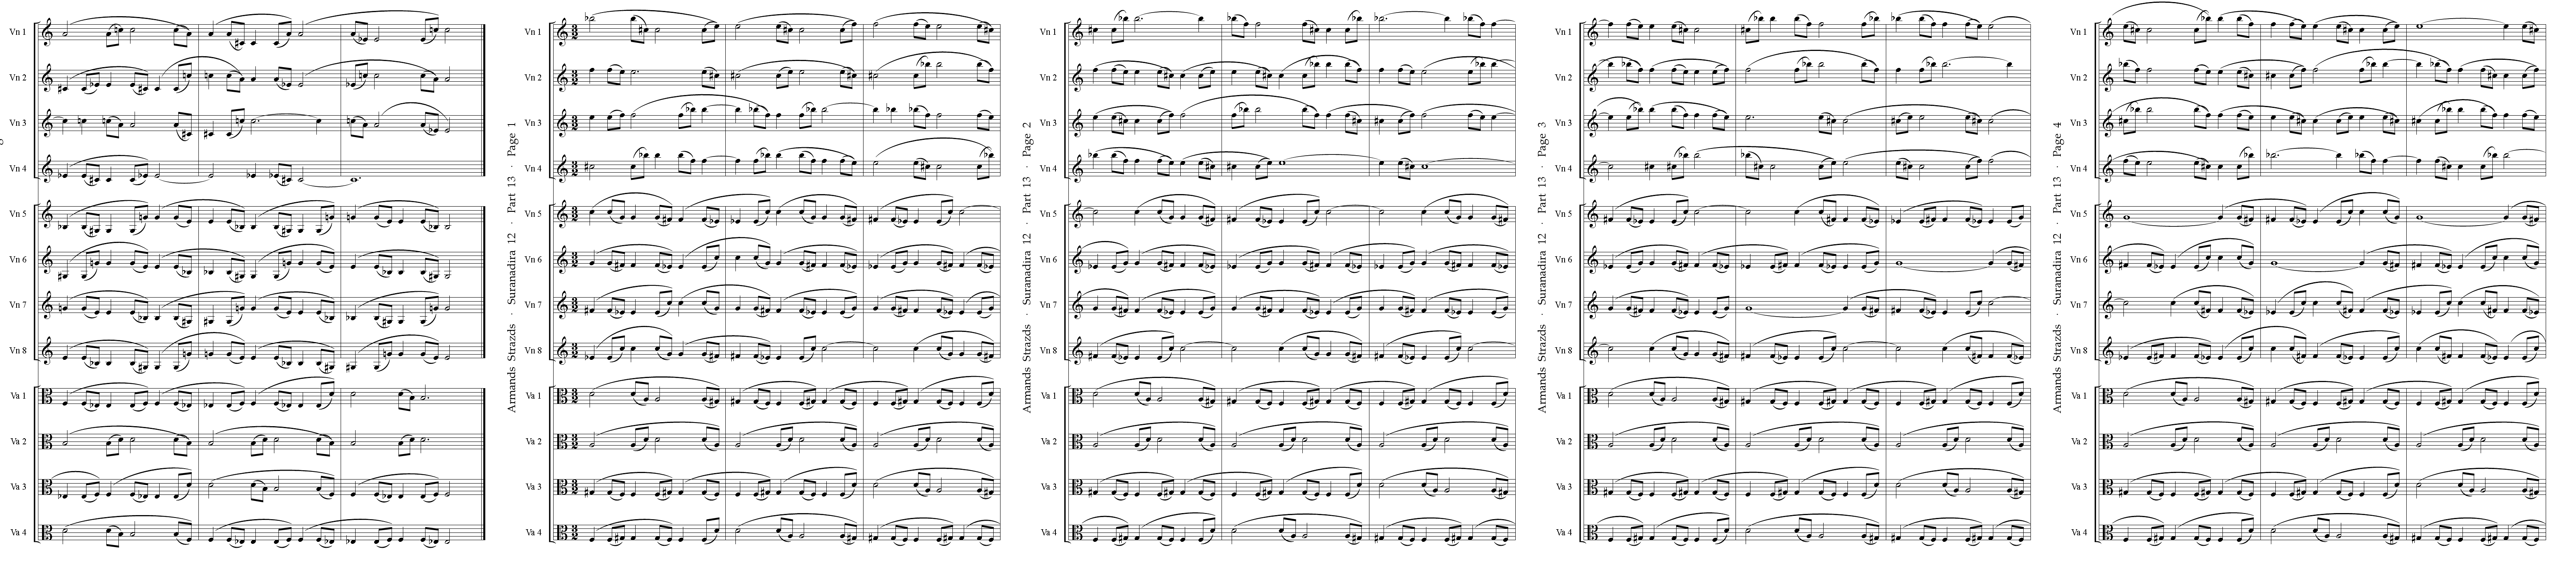 Vn 1
Vn 2
Vn 3
Vn 4
Vn 5
Vn 6
Vn 7
Vn 8
Va 1
Va 2
Va 3
Va 4
Armands Strazds · Suranadira 12 · Part 13 · Page 1
Vn 1
Vn 2
Vn 3
Vn 4
Vn 5
Vn 6
Vn 7
Vn 8
Va 1
Va 2
Va 3
Va 4
Armands Strazds · Suranadira 12 · Part 13 · Page 2
Vn 1
Vn 2
Vn 3
Vn 4
Vn 5
Vn 6
Vn 7
Vn 8
Va 1
Va 2
Va 3
Va 4
Armands Strazds · Suranadira 12 · Part 13 · Page 3
Vn 1
Vn 2
Vn 3
Vn 4
Vn 5
Vn 6
Vn 7
Vn 8
Va 1
Va 2
Va 3
Va 4
Armands Strazds · Suranadira 12 · Part 13 · Page 4
Vn 1
Vn 2
Vn 3
Vn 4
Vn 5
Vn 6
Vn 7
Vn 8
Va 1
Va 2
Va 3
Va 4